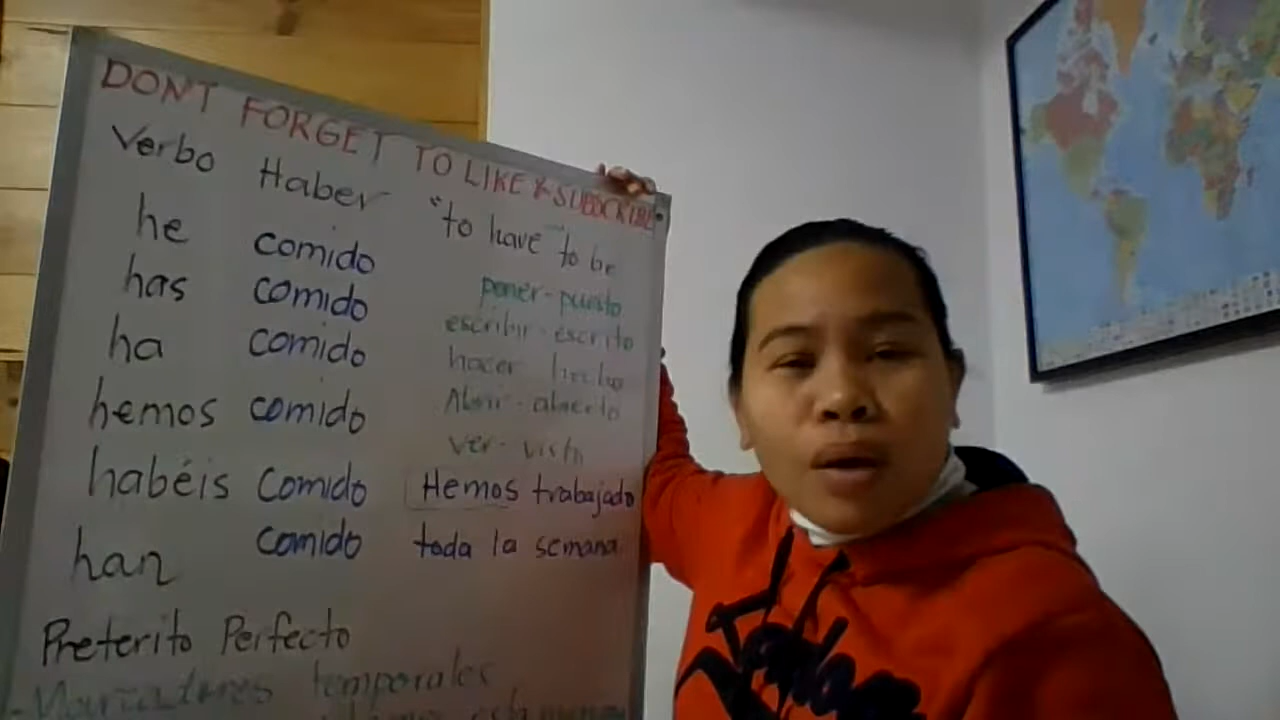 DON'T FORGET TO LIKE & SUBSCRIBE
Verbo Haber "to have" to be
he comido
has comido
ha comido
hemos comido
habéis comido
han comido
poner - puesto
escribir - escrito
hacer hecho
Abrir - abierto
ver - visto
Hemos trabajado
toda la semana
Preterito Perfecto
- Marcadores temporales